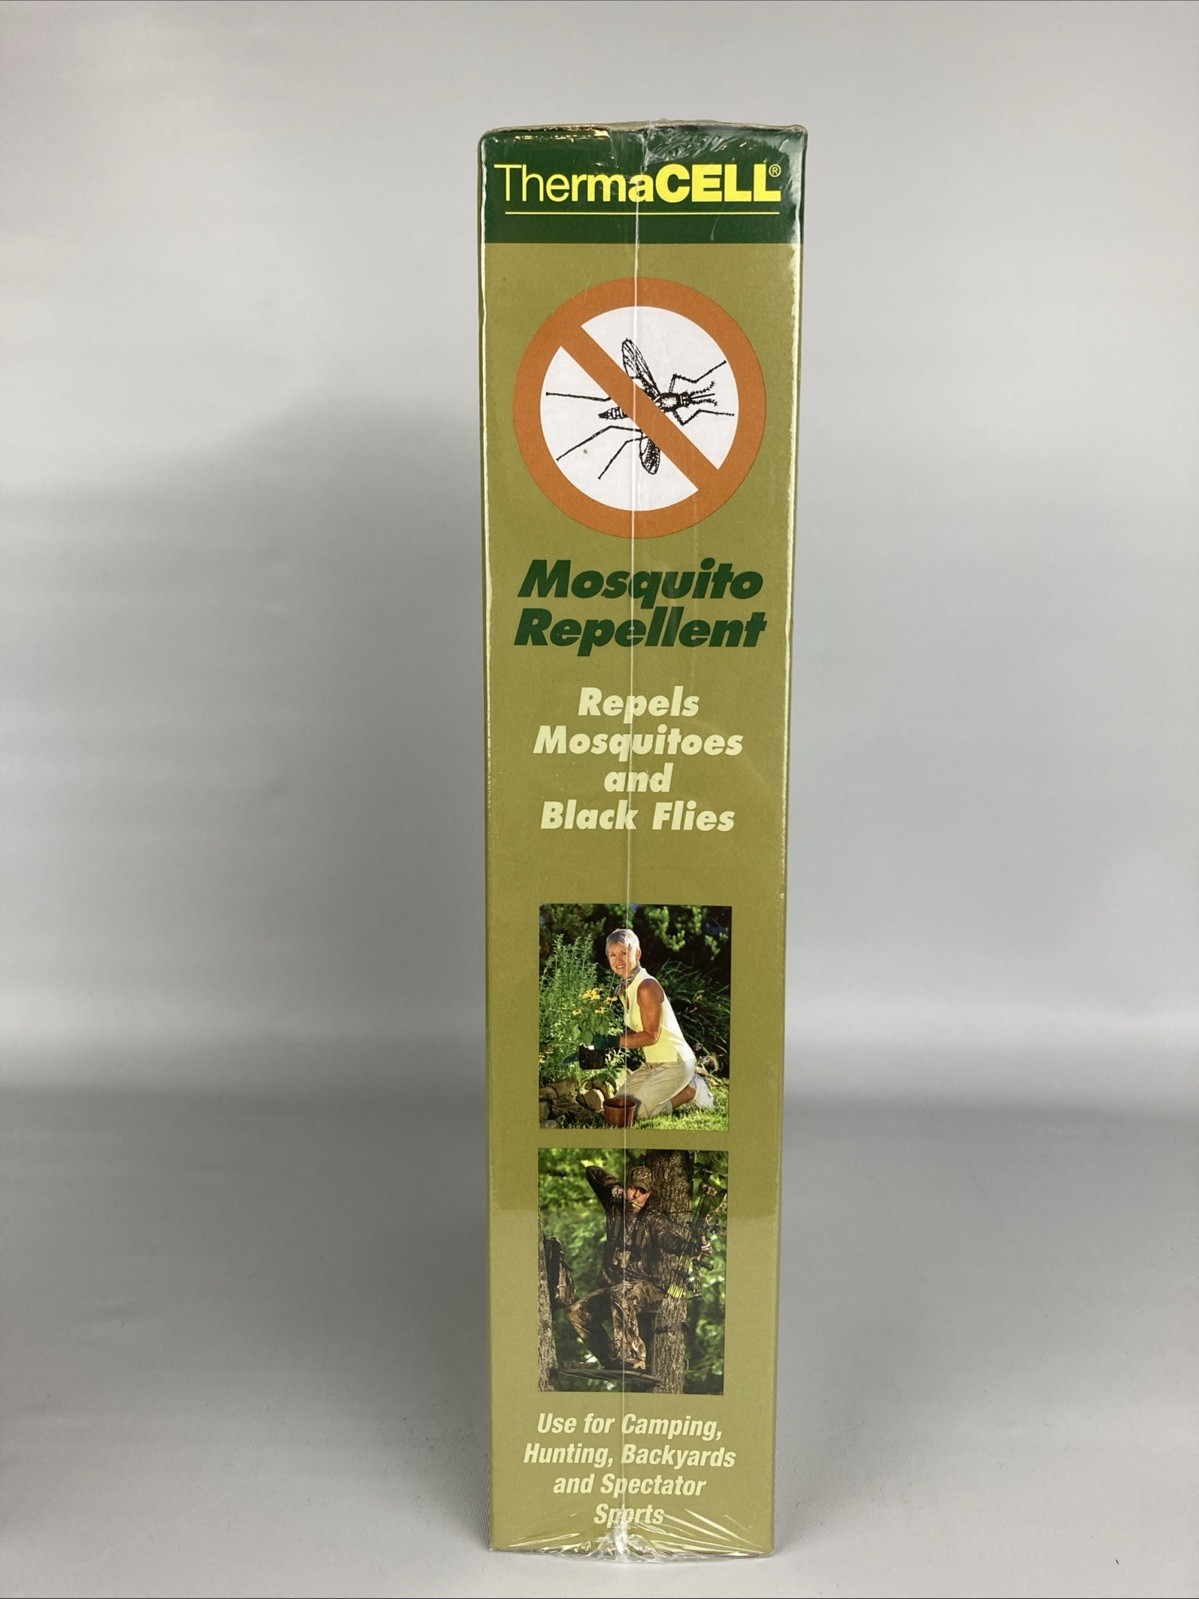 ThermaCELL®
Mosquito
Repellent
Repels
Mosquitoes
and
Black Flies
Use for Camping,
Hunting, Backyards
and Spectator
Sports